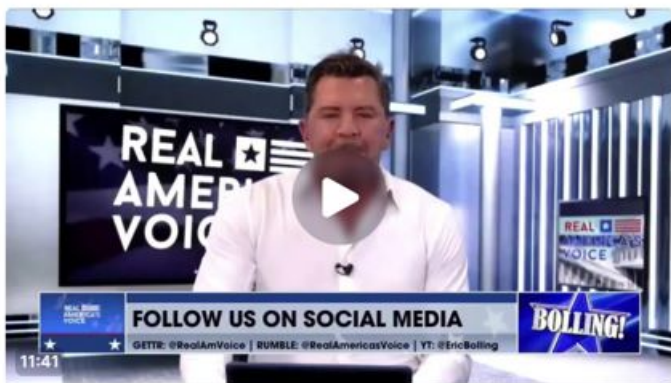 REAL
AMERI
VOIC
REAL
AMERICA'S
VOICE
REAL
AMERICA'S
VOICE
FOLLOW US ON SOCIAL MEDIA
BOLLING!
GETTR: @RealAmVoice | RUMBLE: @RealAmericasVoice | YT: @EricBolling
11:41